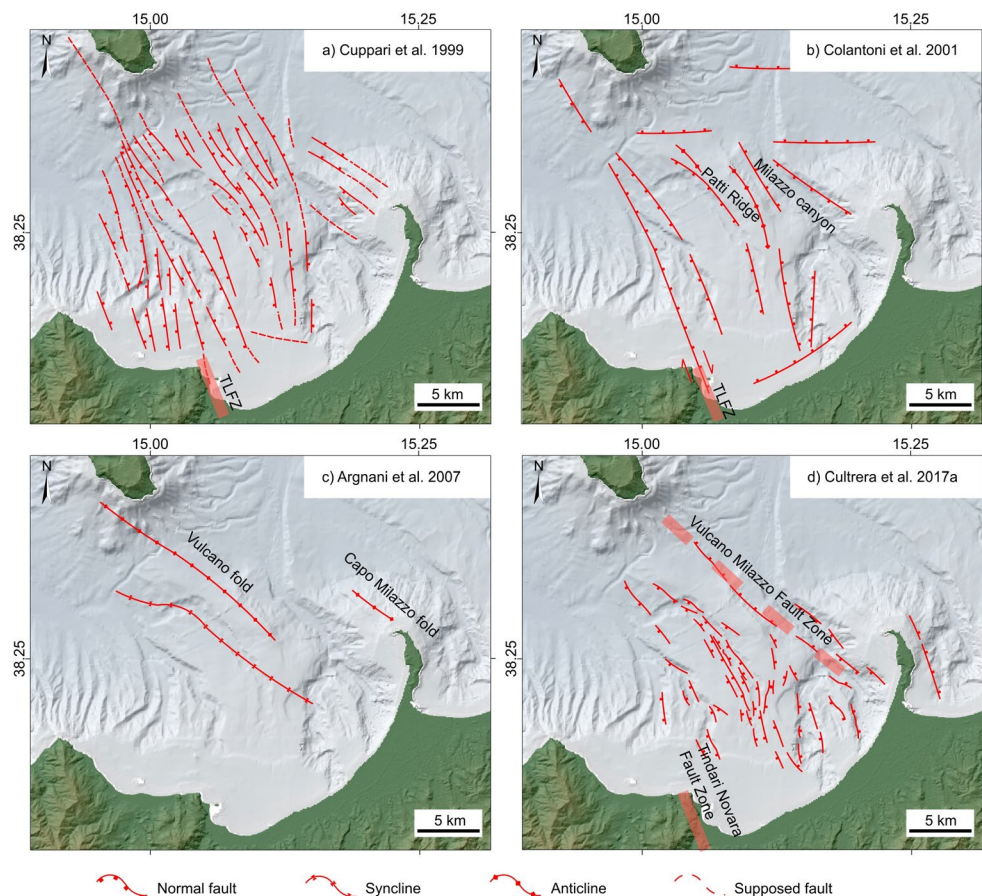 15.00
15.25
N
a) Cuppari et al. 1999
38.25
TLFZ
5 km
15.00
15.25
N
b) Colantoni et al. 2001
Patti Ridge
Milazzo canyon
38.25
TLFZ
5 km
15.00
15.25
N
c) Argnani et al. 2007
Vulcano fold
Capo Milazzo fold
38.25
5 km
15.00
15.25
N
d) Cultrera et al. 2017a
Vulcano Milazzo Fault Zone
38.25
Tindari Novara
Fault Zone
5 km
Normal fault
Syncline
Anticline
Supposed fault